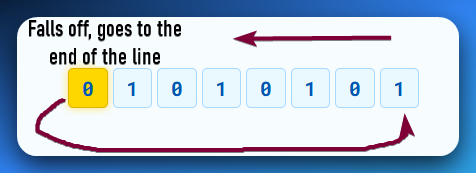 Falls off, goes to the
end of the line
0 1 0 1 0 1 0 1